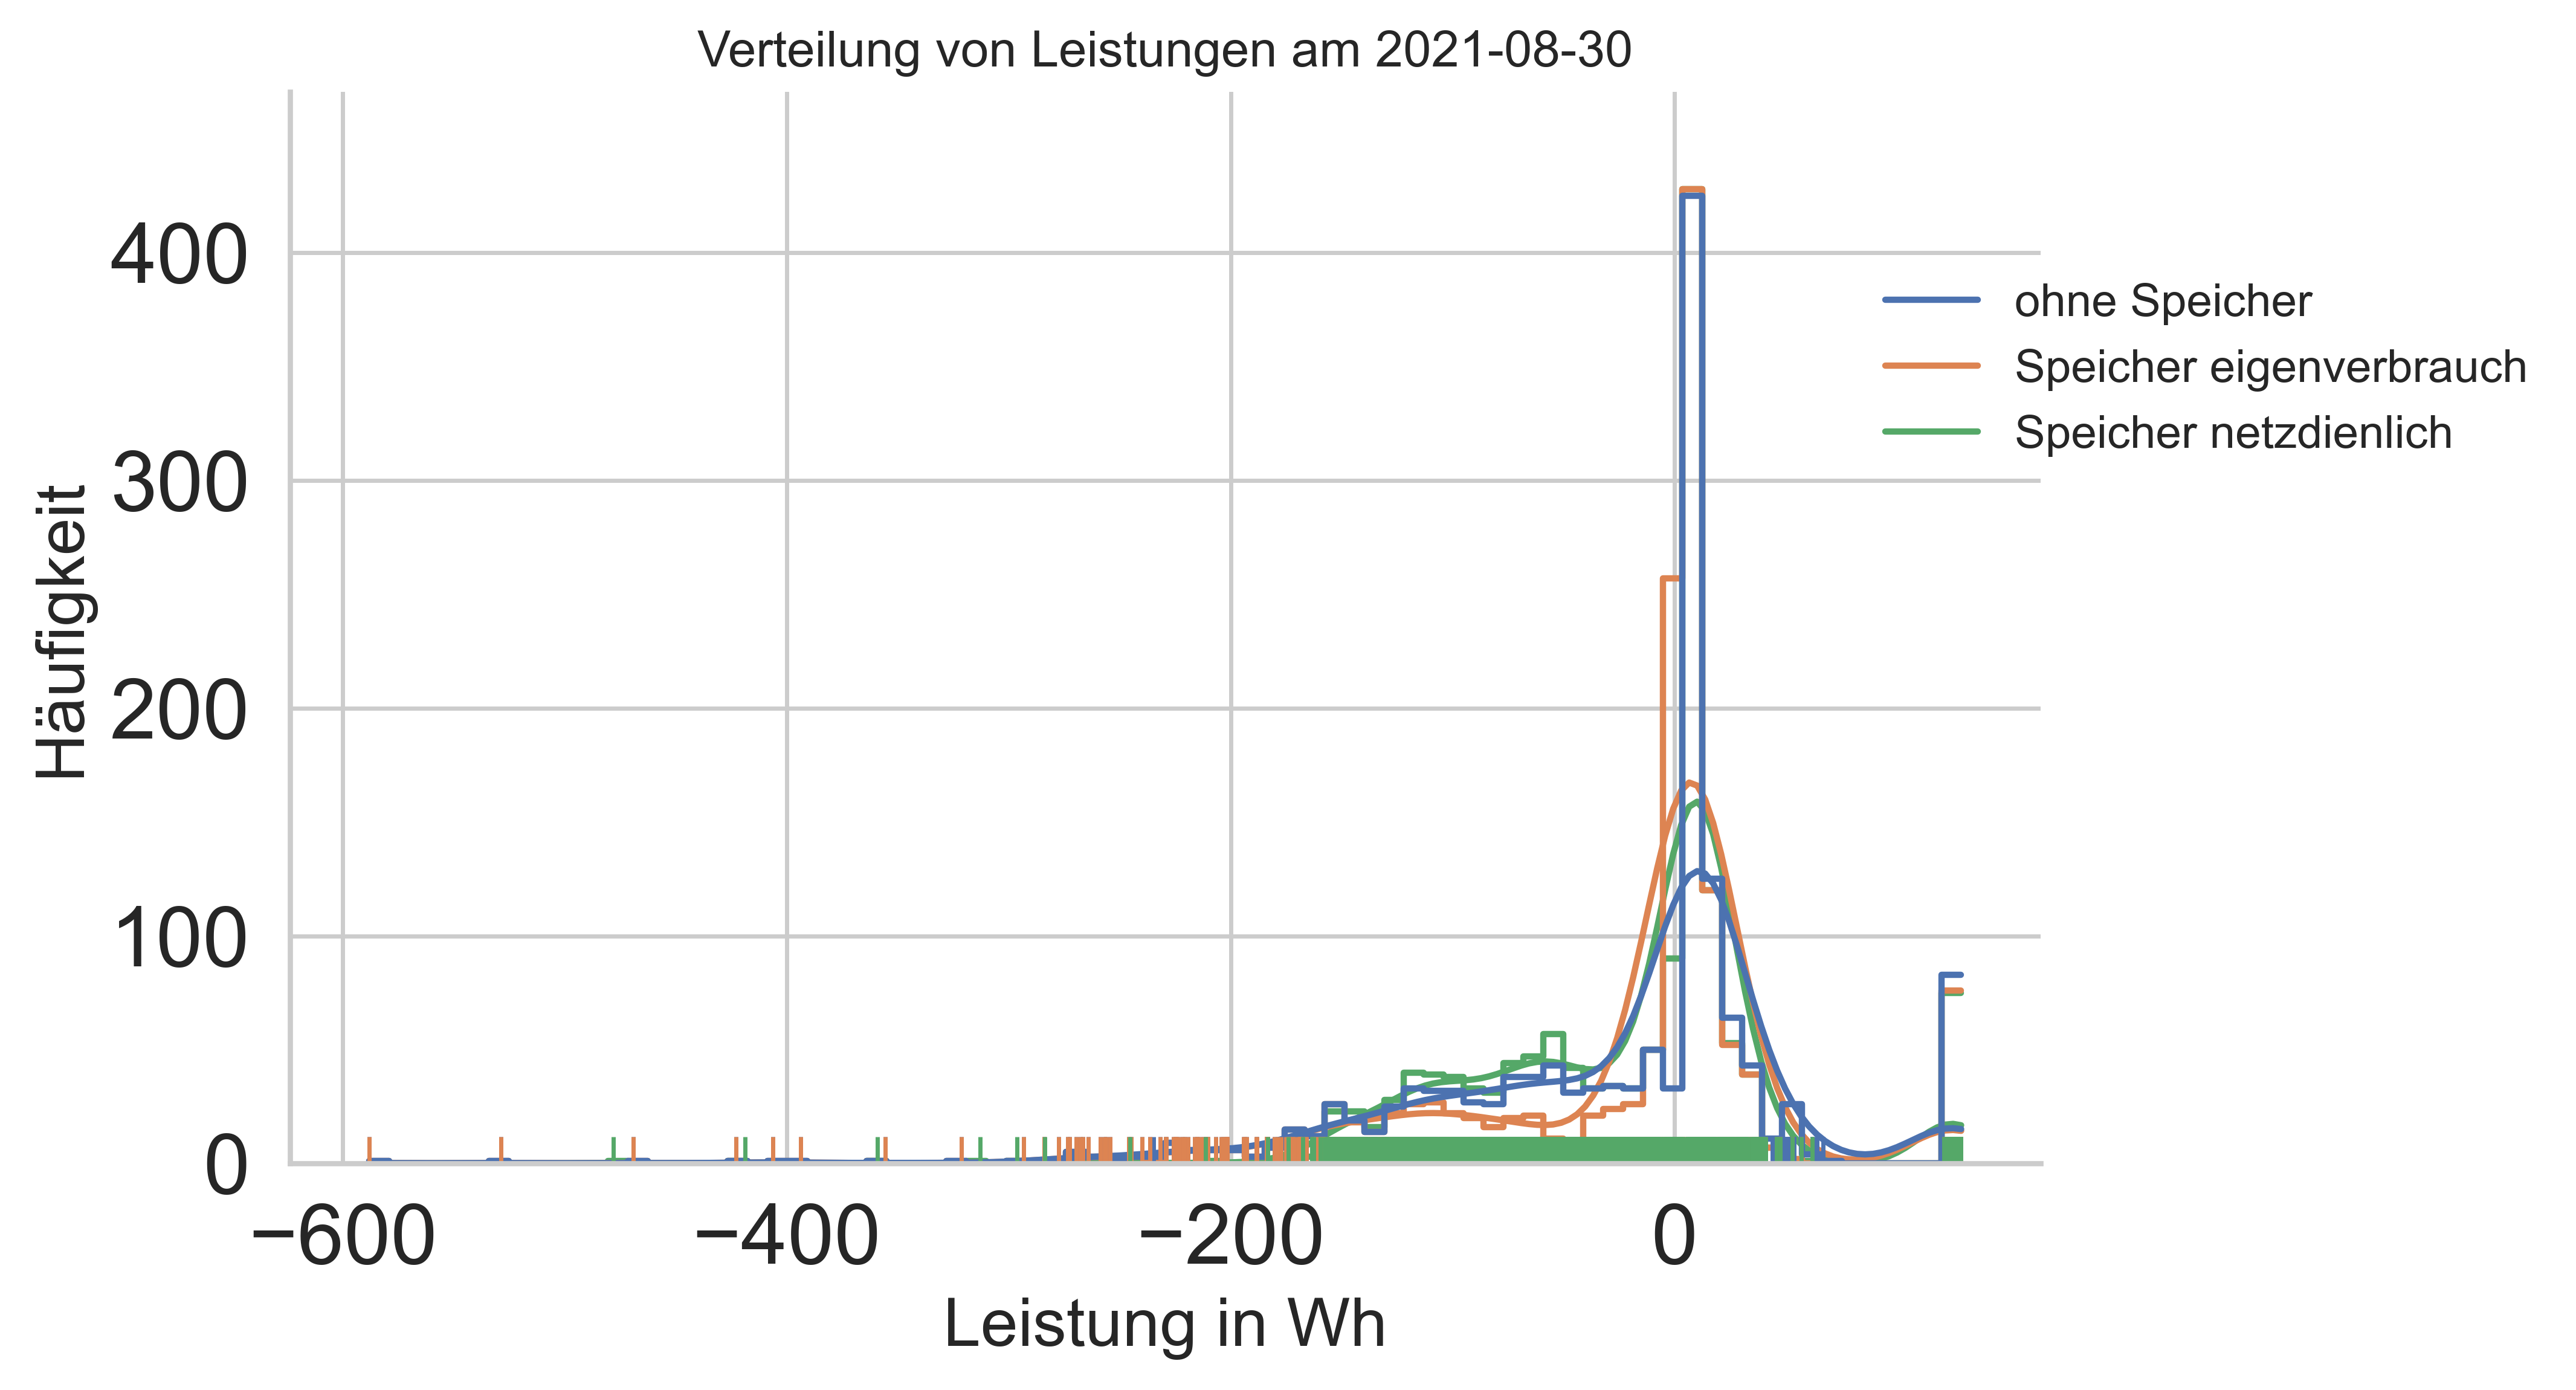 Verteilung von Leistungen am 2021-08-30
400
300
200
100
0
Häufigkeit
ohne Speicher
Speicher eigenverbrauch
Speicher netzdienlich
−600 −400 −200 0
Leistung in Wh